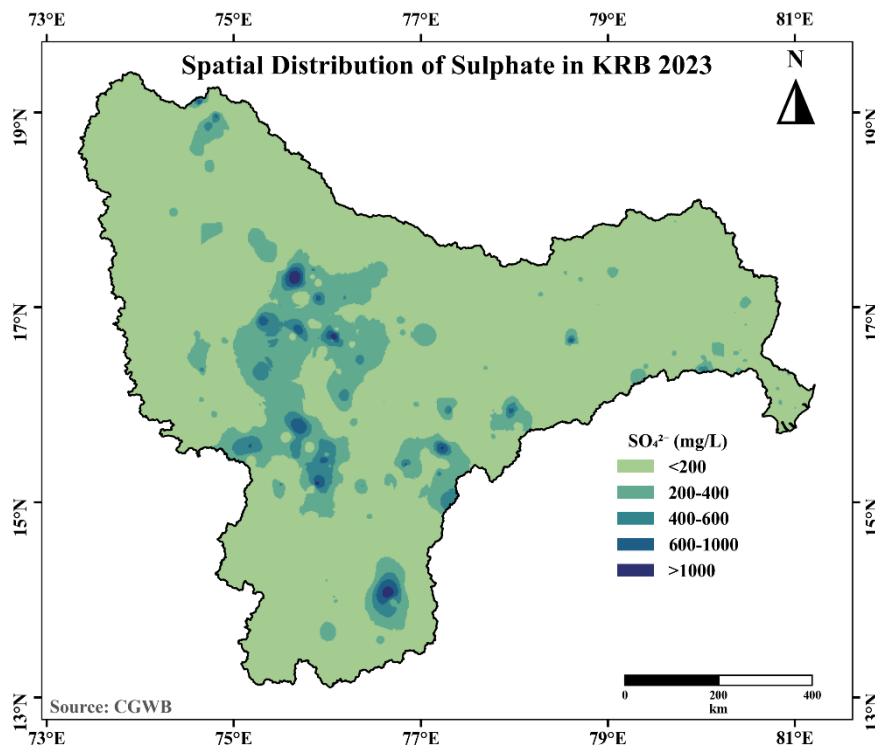 73°E 75°E 77°E 79°E 81°E
Spatial Distribution of Sulphate in KRB 2023
N
19°N 19°N
17°N 17°N
SO₄²⁻ (mg/L)
<200
200-400
15°N 15°N
400-600
600-1000
>1000
0 200 400
km
Source: CGWB
13°N 13°N
73°E 75°E 77°E 79°E 81°E